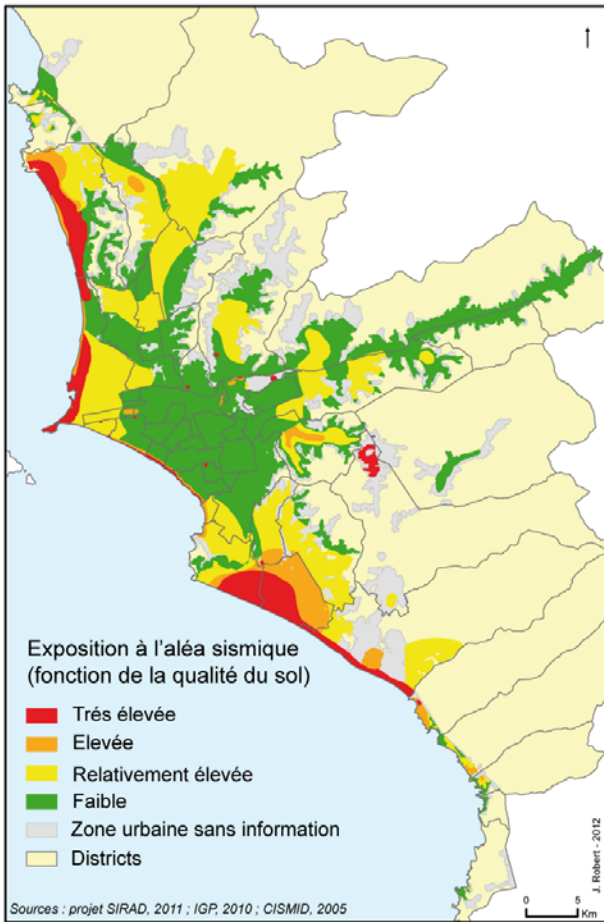 Exposition à l'aléa sismique
(fonction de la qualité du sol)
Trés élevée
Elevée
Relativement élevée
Faible
Zone urbaine sans information
Districts
J. Robert - 2012
0 5
Km
Sources : projet SIRAD, 2011 ; IGP, 2010 ; CISMID, 2005